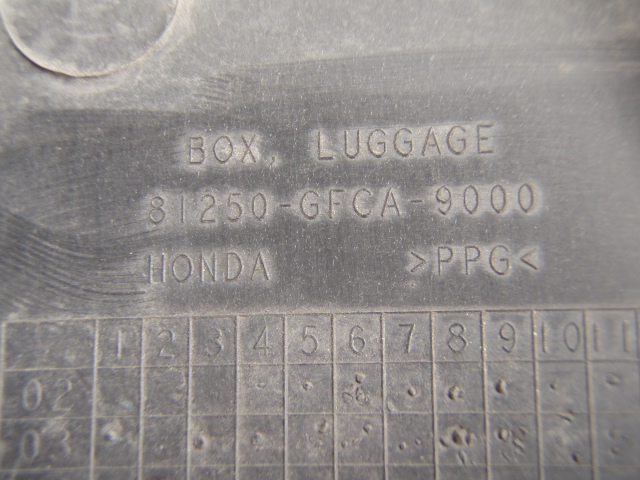 BOX, LUGGAGE
81250-GFCA-9000
HONDA >PPG<
1 2 3 4 5 6 7 8 9 10 11
02
03